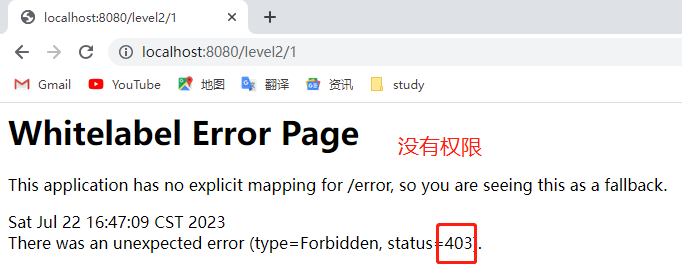 localhost:8080/level2/1
localhost:8080/level2/1
Gmail YouTube 地图 翻译 资讯 study
Whitelabel Error Page
没有权限
This application has no explicit mapping for /error, so you are seeing this as a fallback.
Sat Jul 22 16:47:09 CST 2023
There was an unexpected error (type=Forbidden, status=403).